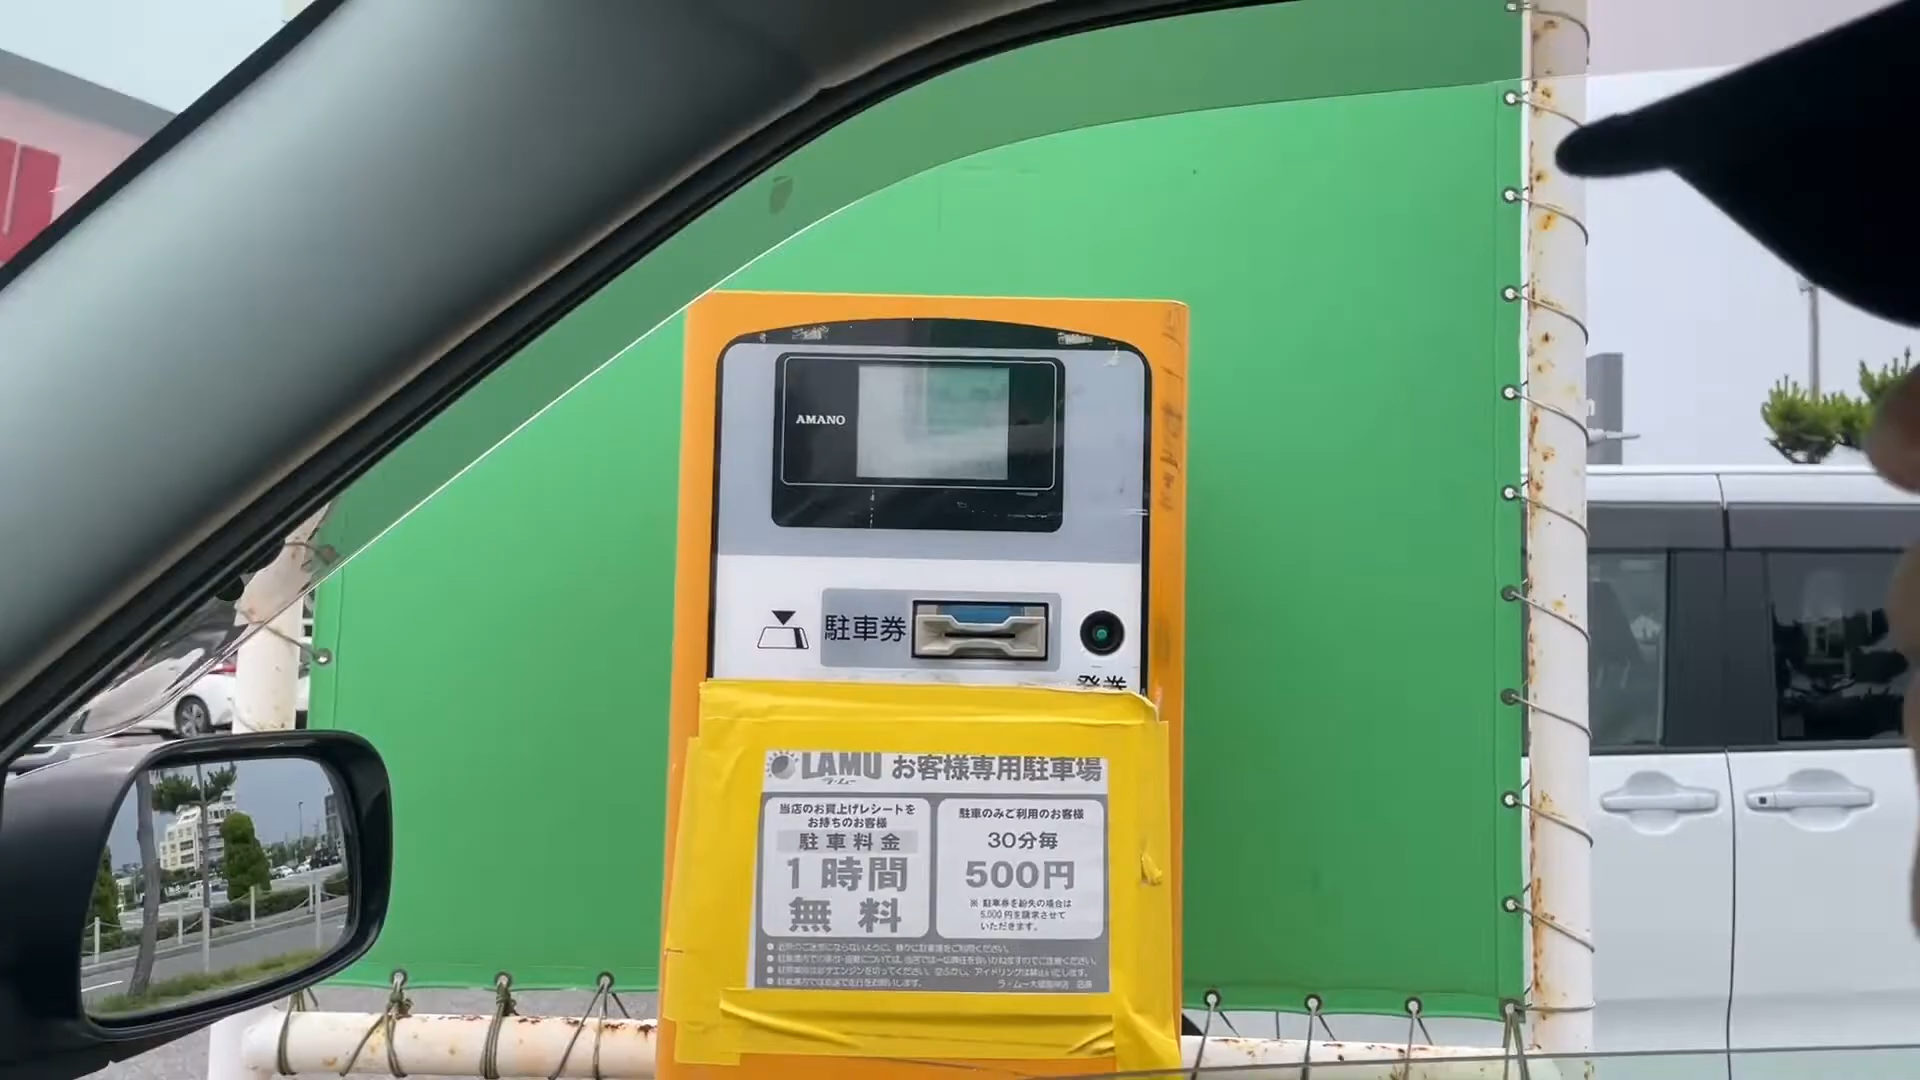 AMANO
駐車券
発券
LAMU お客様専用駐車場
ラ・ムー
当店のお買上げレシートを
お持ちのお客様
駐車料金
1時間
無料
駐車のみご利用のお客様
30分毎
500円
※ 駐車券を紛失の場合は
5,000円を請求させて
いただきます。